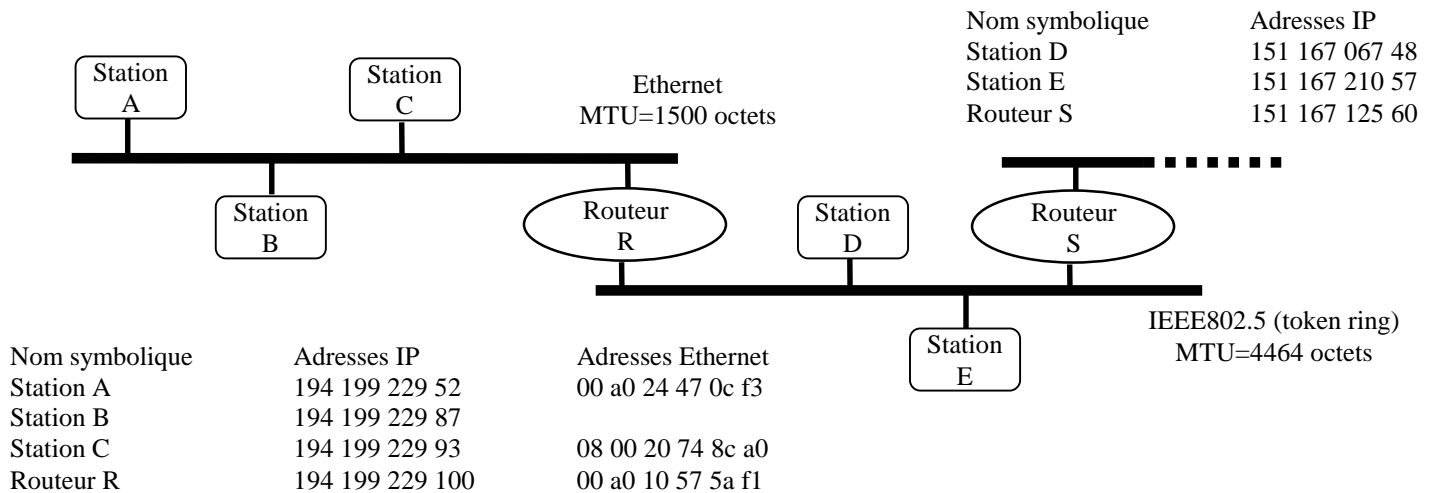 Nom symbolique Adresses IP
Station D 151 167 067 48
Station E 151 167 210 57
Routeur S 151 167 125 60
Station
A
Station
C
Ethernet
MTU=1500 octets
Station
B
Routeur
R
Station
D
Routeur
S
Station
E
IEEE802.5 (token ring)
MTU=4464 octets
Nom symbolique Adresses IP Adresses Ethernet
Station A 194 199 229 52 00 a0 24 47 0c f3
Station B 194 199 229 87
Station C 194 199 229 93 08 00 20 74 8c a0
Routeur R 194 199 229 100 00 a0 10 57 5a f1